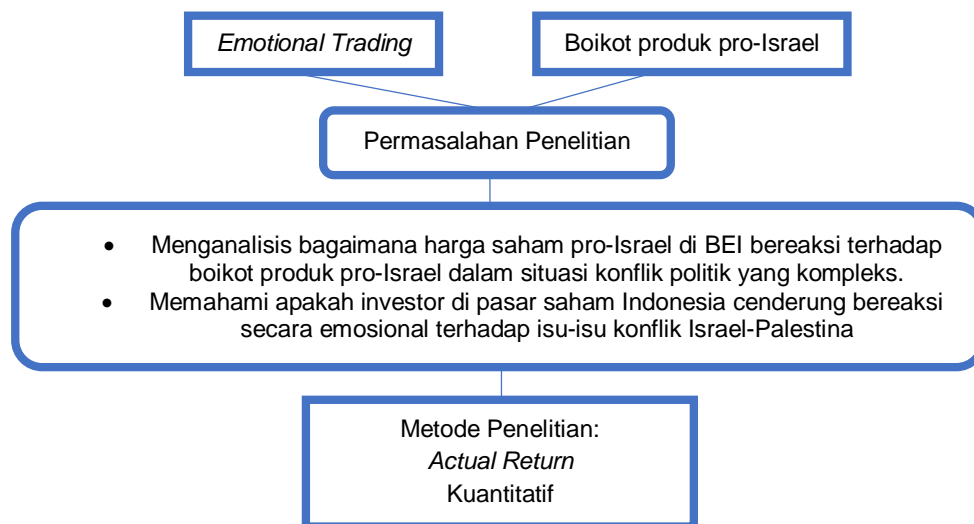 Emotional Trading
Boikot produk pro-Israel
Permasalahan Penelitian
• Menganalisis bagaimana harga saham pro-Israel di BEI bereaksi terhadap
boikot produk pro-Israel dalam situasi konflik politik yang kompleks.
• Memahami apakah investor di pasar saham Indonesia cenderung bereaksi
secara emosional terhadap isu-isu konflik Israel-Palestina
Metode Penelitian:
Actual Return
Kuantitatif